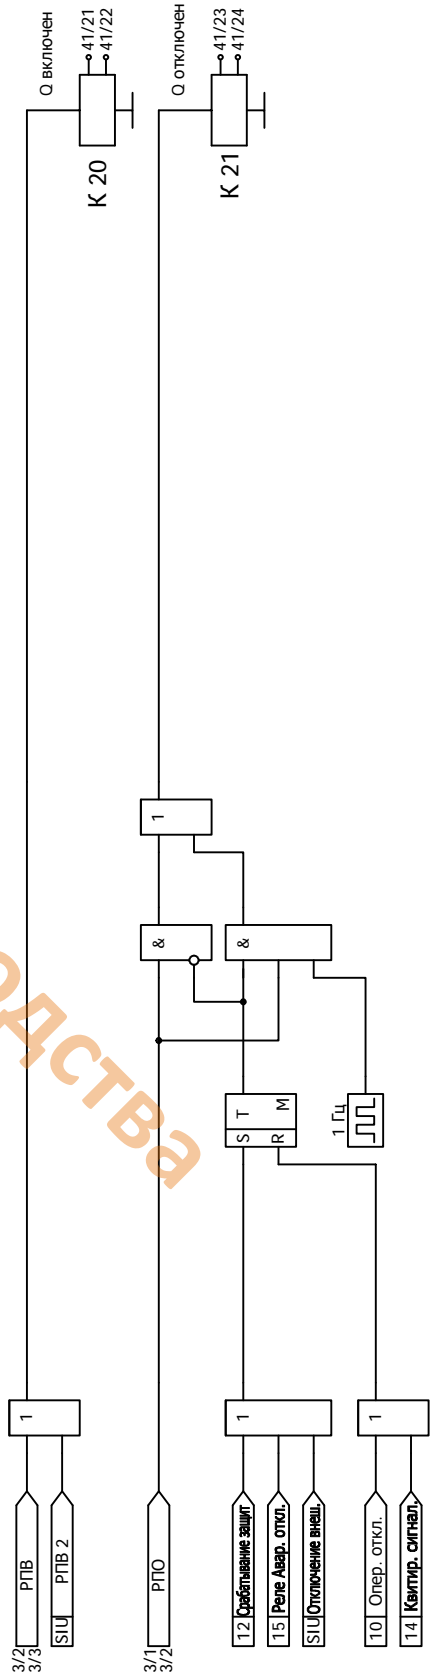 3/2
3/3
РПВ
SIU РПВ 2
1
Q включен
41/21
41/22
К 20
3/1
3/2
РПО
&
1
Q отключен
41/23
41/24
К 21
12 Срабатывание защит
15 Реле Авар. откл.
SIU Отключение внеш.
1
S T
R M
&
1 Гц
10 Опер. откл.
14 Квитир. сигнал.
1
одства